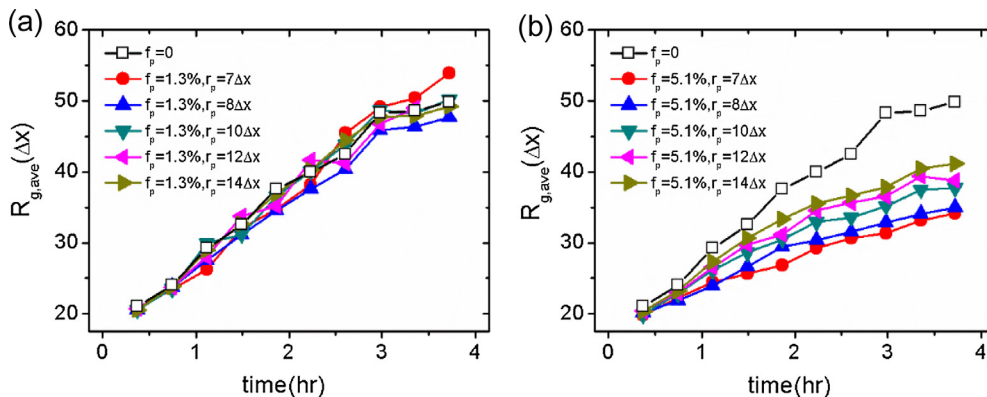 (a)
60
50
40
30
20
R_g,ave(Δx)
f_p=0
f_p=1.3%,r_p=7Δx
f_p=1.3%,r_p=8Δx
f_p=1.3%,r_p=10Δx
f_p=1.3%,r_p=12Δx
f_p=1.3%,r_p=14Δx
0 1 2 3 4
time(hr)
(b)
60
50
40
30
20
R_g,ave(Δx)
f_p=0
f_p=5.1%,r_p=7Δx
f_p=5.1%,r_p=8Δx
f_p=5.1%,r_p=10Δx
f_p=5.1%,r_p=12Δx
f_p=5.1%,r_p=14Δx
0 1 2 3 4
time(hr)